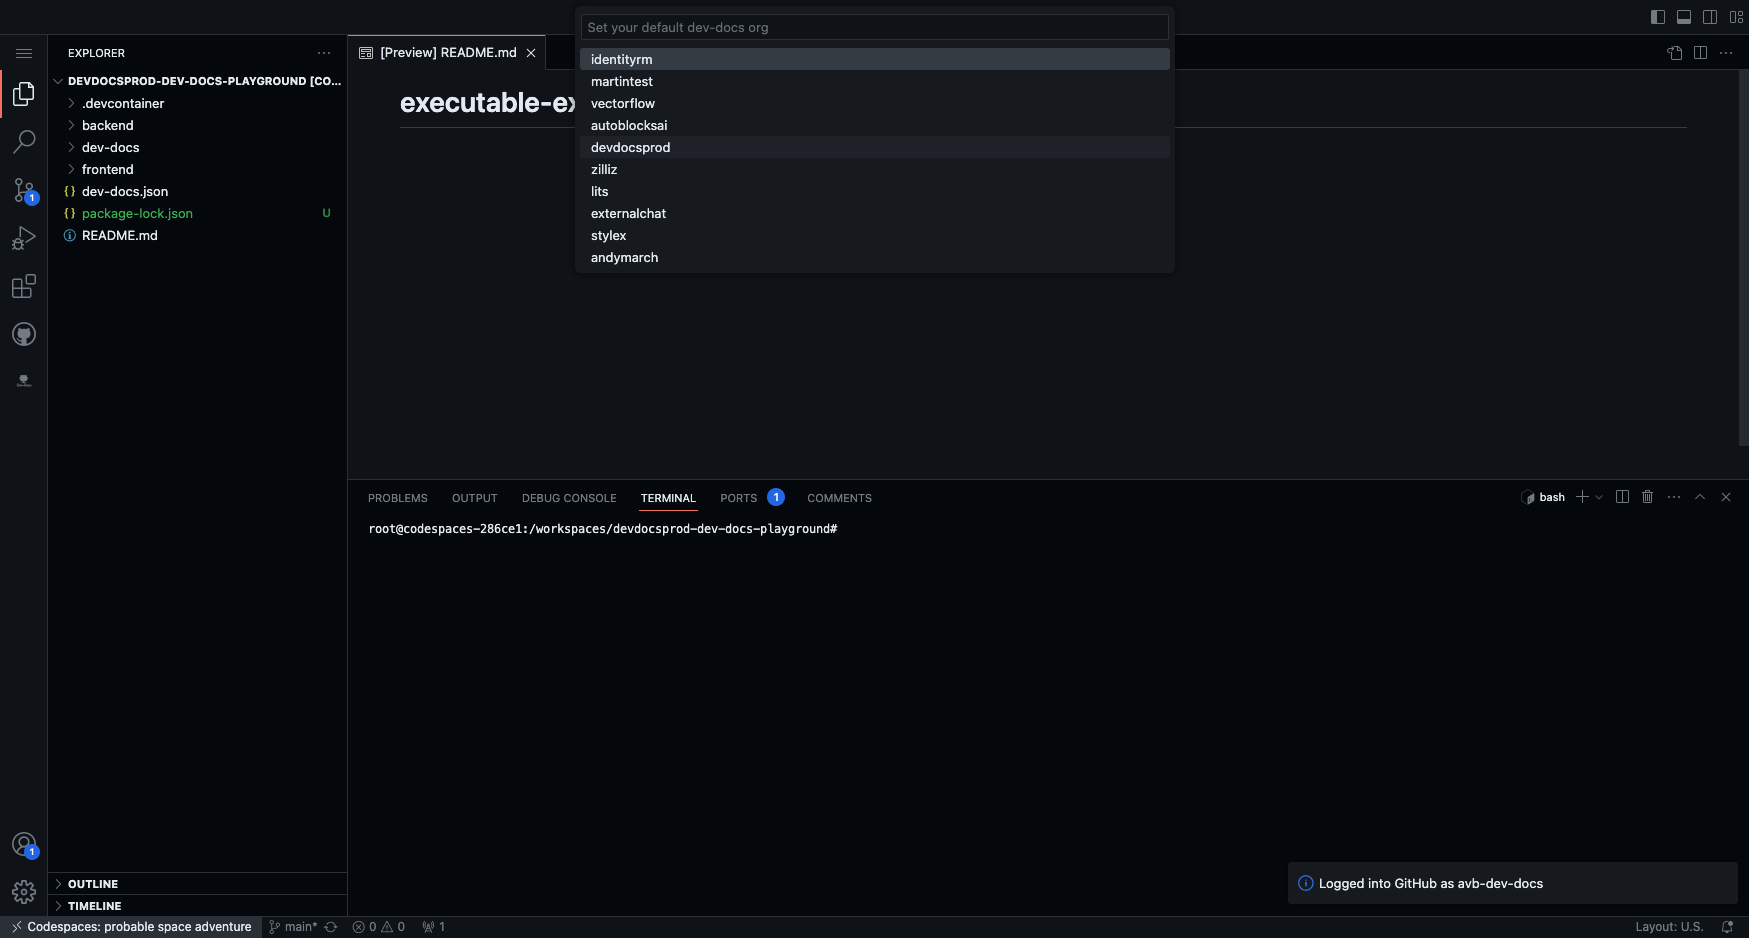 Set your default dev-docs org
identityrm
martintest
vectorflow
autoblocksai
devdocsprod
zilliz
lits
externalchat
stylex
andymarch
EXPLORER
DEVDOCSPROD-DEV-DOCS-PLAYGROUND [CO...
.devcontainer
backend
dev-docs
frontend
{} dev-docs.json
{} package-lock.json U
README.md
OUTLINE
TIMELINE
[Preview] README.md
executable-ex
PROBLEMS OUTPUT DEBUG CONSOLE TERMINAL PORTS 1 COMMENTS
bash
root@codespaces-286ce1:/workspaces/devdocsprod-dev-docs-playground#
1
1
Logged into GitHub as avb-dev-docs
Codespaces: probable space adventure main* 0 0 1 Layout: U.S.